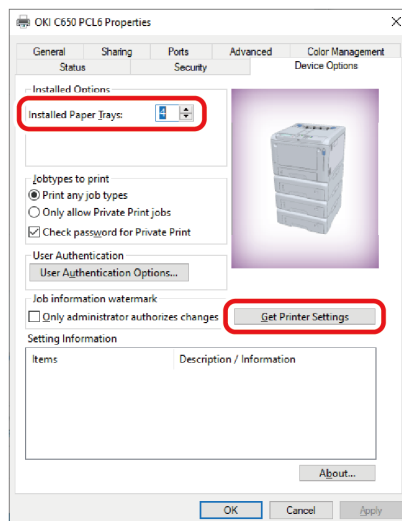 OKI C650 PCL6 Properties
General Sharing Ports Advanced Color Management
Status Security Device Options
Installed Options
Installed Paper Trays: 4
Jobtypes to print
Print any job types
Only allow Private Print jobs
Check password for Private Print
User Authentication
User Authentication Options...
Job information watermark
Only administrator authorizes changes Get Printer Settings
Setting Information
Items Description / Information
About...
OK Cancel Apply